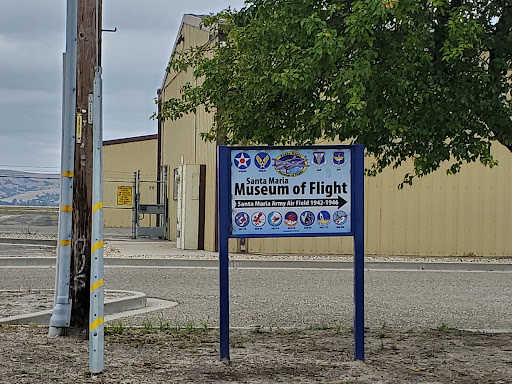 Santa Maria
Museum of Flight
Santa Maria Army Air Field 1942-1946